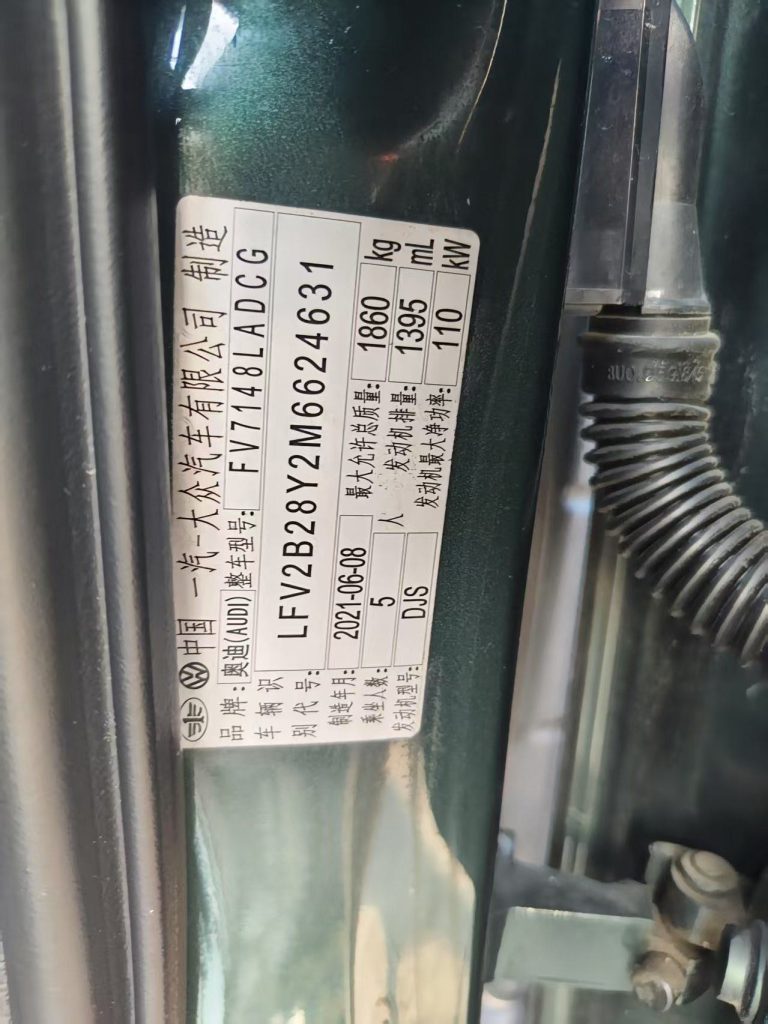 中国 一汽-大众汽车有限公司 制造
品牌: 奥迪(AUDI) 整车型号: FV7148LADCG
车辆识别代号: LFV2B28Y2M6624631
制造年月: 2021-06-08 最大允许总质量: 1860 kg
乘坐人数: 5 人 发动机排量: 1395 mL
发动机型号: DJS 发动机最大净功率: 110 kW